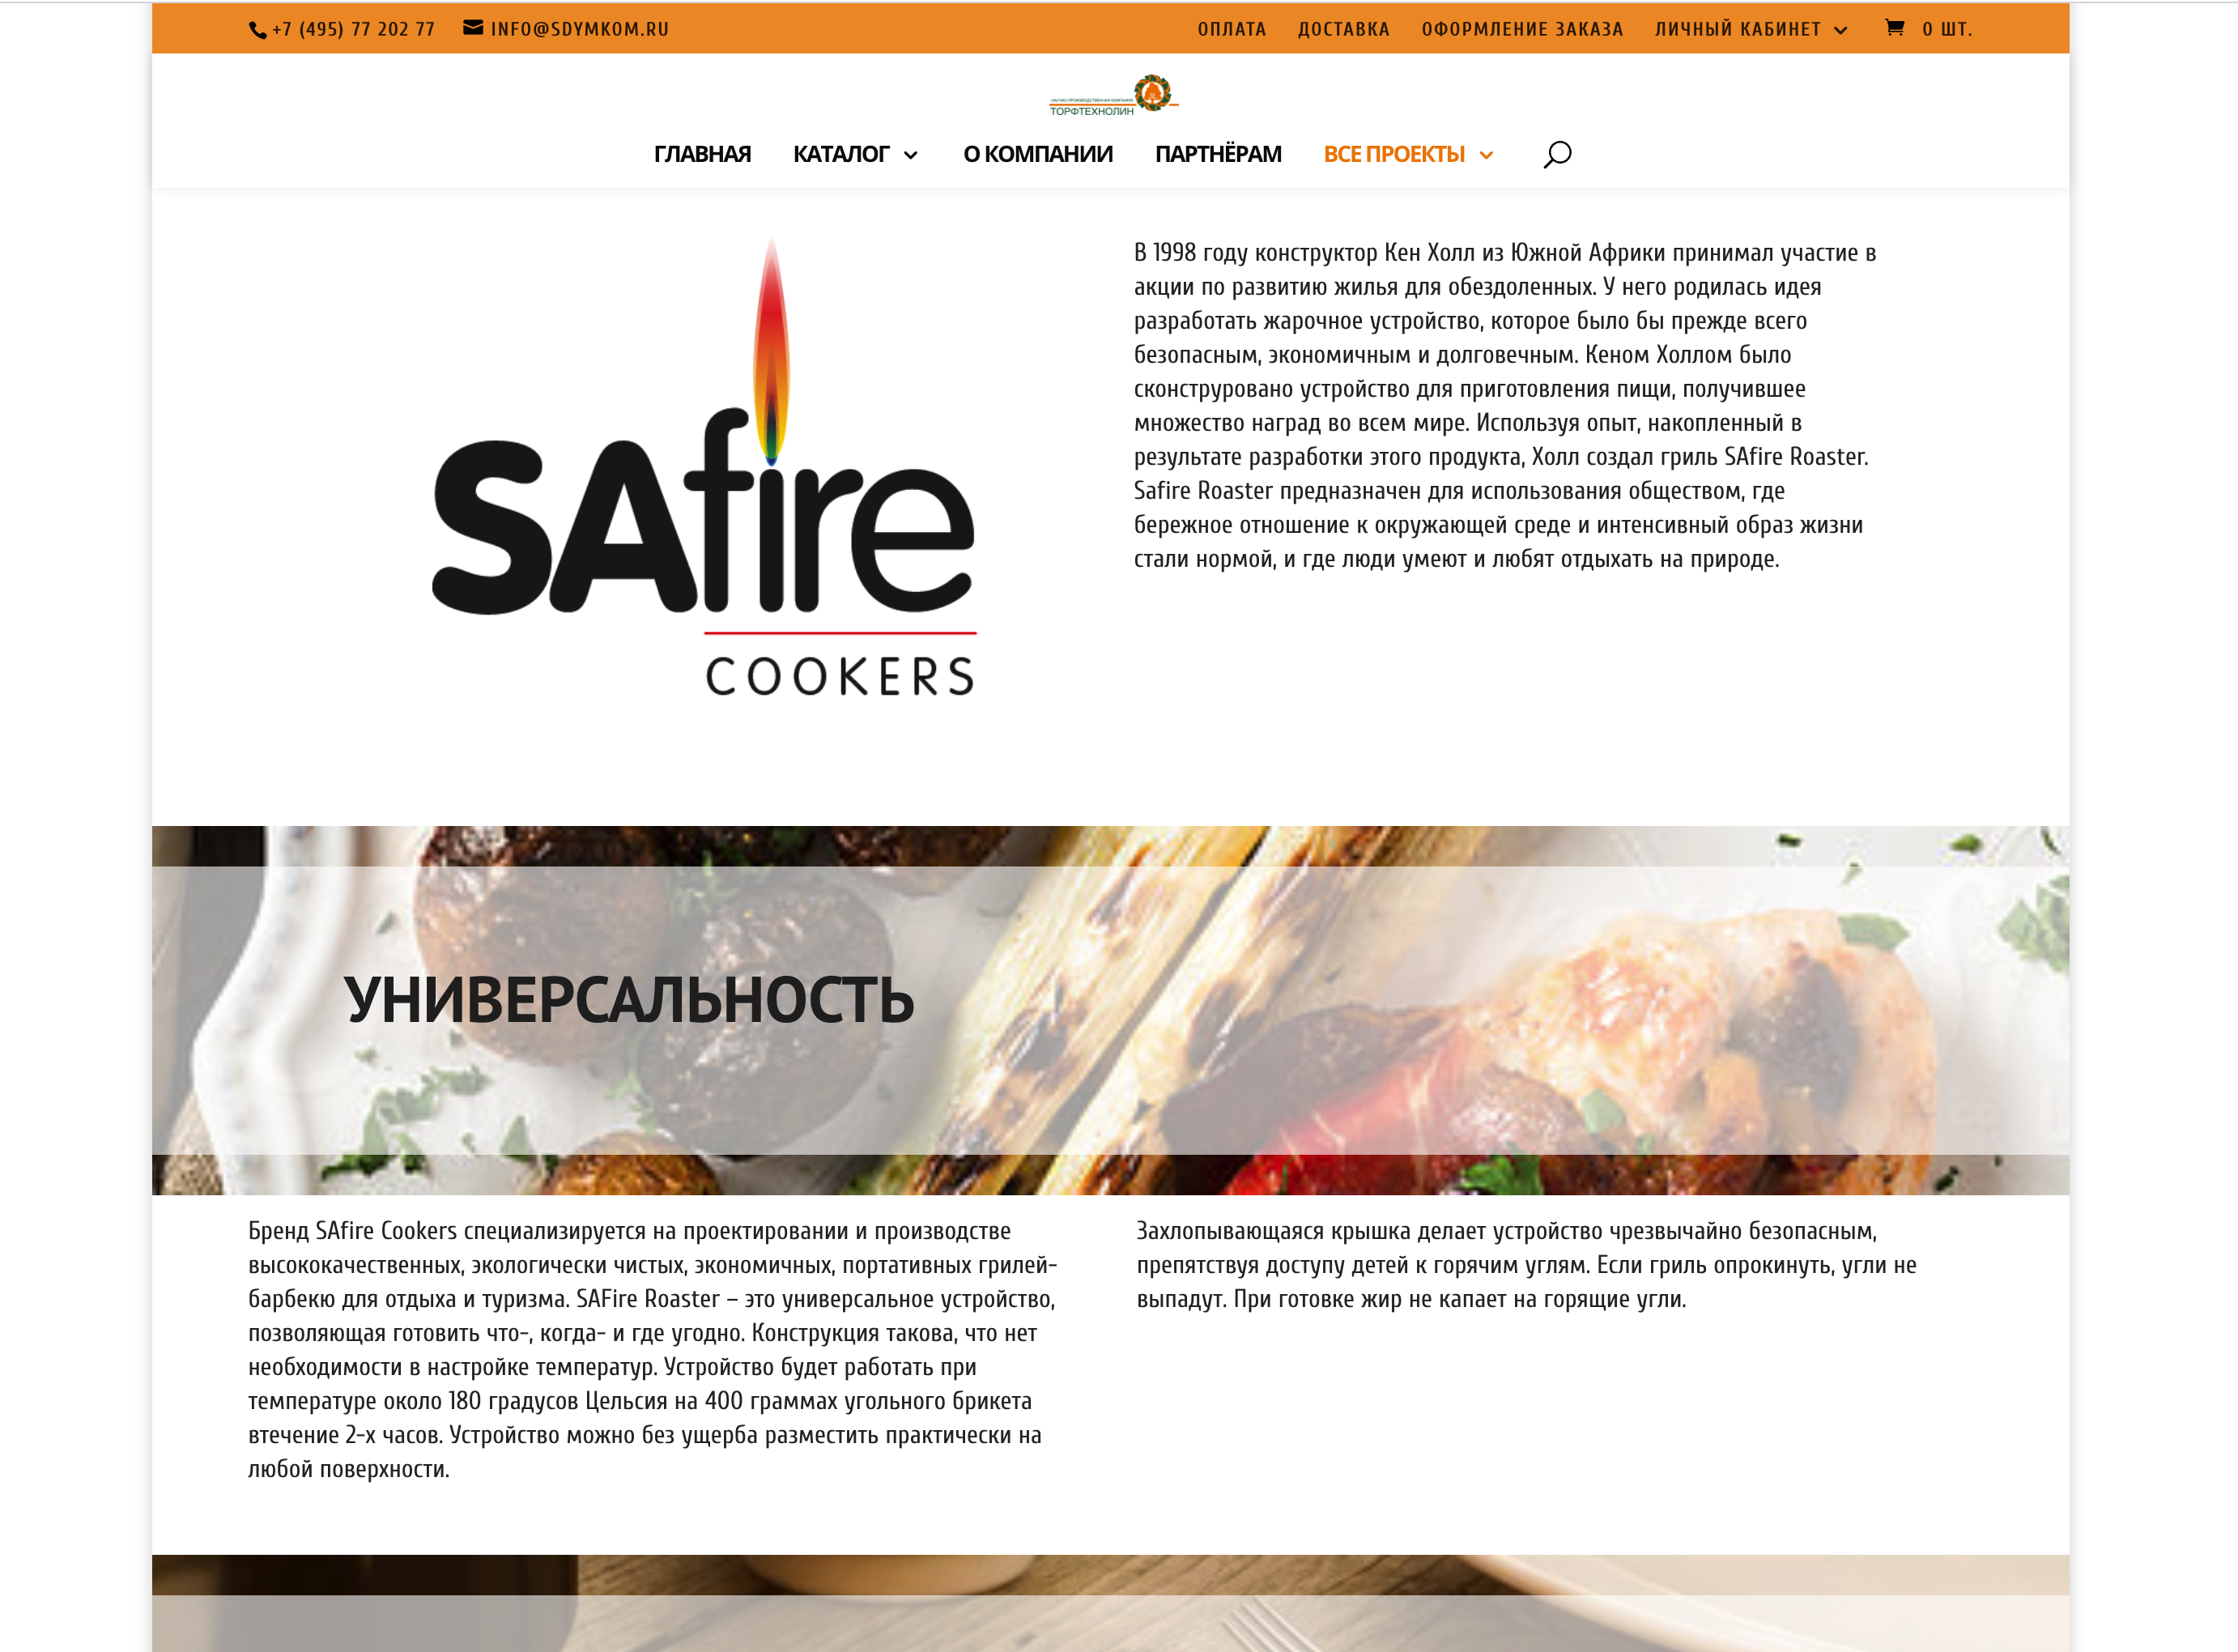 +7 (495) 77 202 77 INFO@SDYMKOM.RU ОПЛАТА ДОСТАВКА ОФОРМЛЕНИЕ ЗАКАЗА ЛИЧНЫЙ КАБИНЕТ 0 ШТ.
НАУЧНО-ПРОИЗВОДСТВЕННАЯ КОМПАНИЯ
ТОРФТЕХНОЛИН
ГЛАВНАЯ КАТАЛОГ О КОМПАНИИ ПАРТНЁРАМ ВСЕ ПРОЕКТЫ
SAfire
COOKERS
В 1998 году конструктор Кен Холл из Южной Африки принимал участие в
акции по развитию жилья для обездоленных. У него родилась идея
разработать жарочное устройство, которое было бы прежде всего
безопасным, экономичным и долговечным. Кеном Холлом было
сконструровано устройство для приготовления пищи, получившее
множество наград во всем мире. Используя опыт, накопленный в
результате разработки этого продукта, Холл создал гриль SAfire Roaster.
Safire Roaster предназначен для использования обществом, где
бережное отношение к окружающей среде и интенсивный образ жизни
стали нормой, и где люди умеют и любят отдыхать на природе.
УНИВЕРСАЛЬНОСТЬ
Бренд SAfire Cookers специализируется на проектировании и производстве
высококачественных, экологически чистых, экономичных, портативных грилей-
барбекю для отдыха и туризма. SAFire Roaster – это универсальное устройство,
позволяющая готовить что-, когда- и где угодно. Конструкция такова, что нет
необходимости в настройке температур. Устройство будет работать при
температуре около 180 градусов Цельсия на 400 граммах угольного брикета
втечение 2-х часов. Устройство можно без ущерба разместить практически на
любой поверхности.
Захлопывающаяся крышка делает устройство чрезвычайно безопасным,
препятствуя доступу детей к горячим углям. Если гриль опрокинуть, угли не
выпадут. При готовке жир не капает на горящие угли.